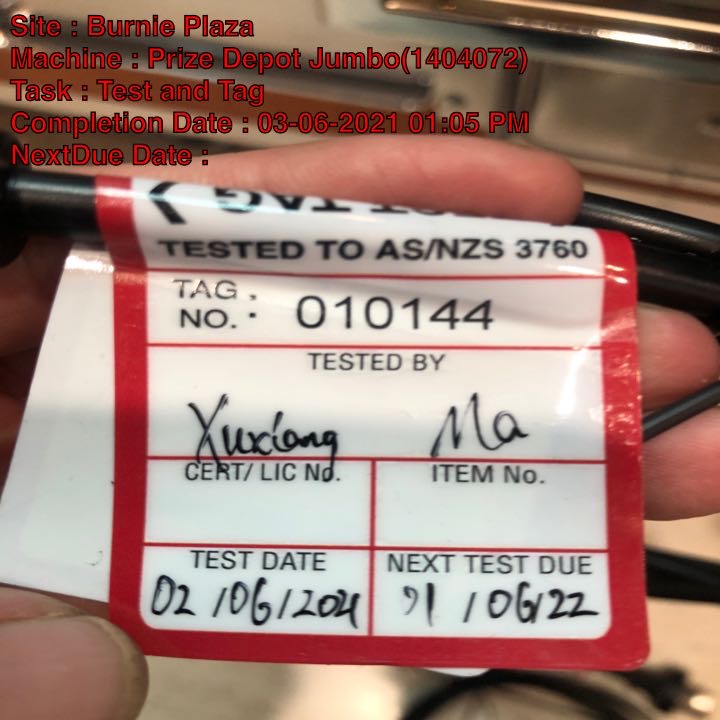 Site : Burnie Plaza
Machine : Prize Depot Jumbo(1404072)
Task : Test and Tag
Completion Date : 03-06-2021 01:05 PM
NextDue Date :
TESTED TO AS/NZS 3760
TAG NO. : 010144
TESTED BY
Xuxiang Ma
CERT/ LIC No. ITEM No.
TEST DATE NEXT TEST DUE
02 /06/2021 /06/22